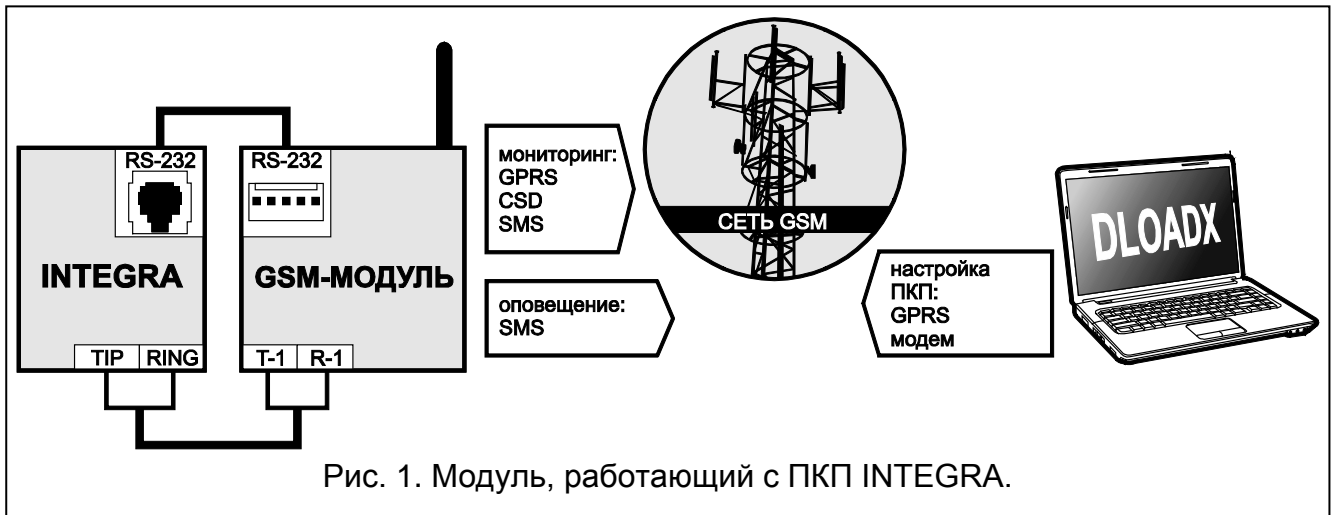 RS-232
RS-232
INTEGRA
GSM-МОДУЛЬ
TIP RING
T-1 R-1
мониторинг:
GPRS
CSD
SMS
оповещение:
SMS
СЕТЬ GSM
настройка
ПКП:
GPRS
модем
DLOADX
Рис. 1. Модуль, работающий с ПКП INTEGRA.